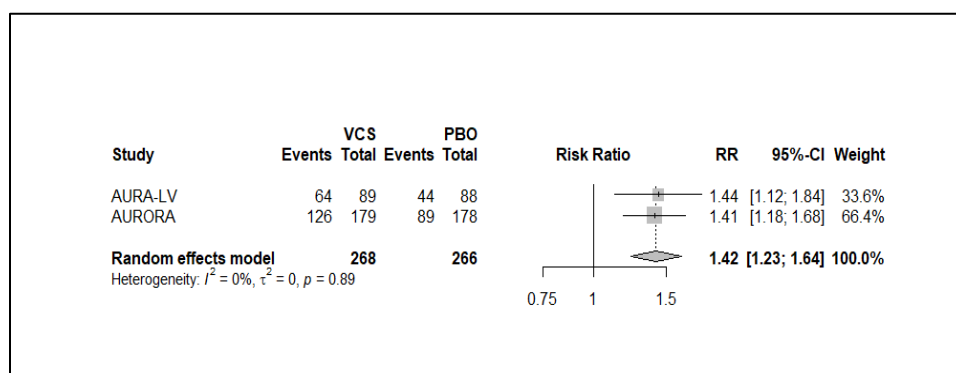 VCS PBO
Study Events Total Events Total Risk Ratio RR 95%-CI Weight
AURA-LV 64 89 44 88 1.44 [1.12; 1.84] 33.6%
AURORA 126 179 89 178 1.41 [1.18; 1.68] 66.4%
Random effects model 268 266 1.42 [1.23; 1.64] 100.0%
Heterogeneity: I² = 0%, τ² = 0, p = 0.89
0.75 1 1.5